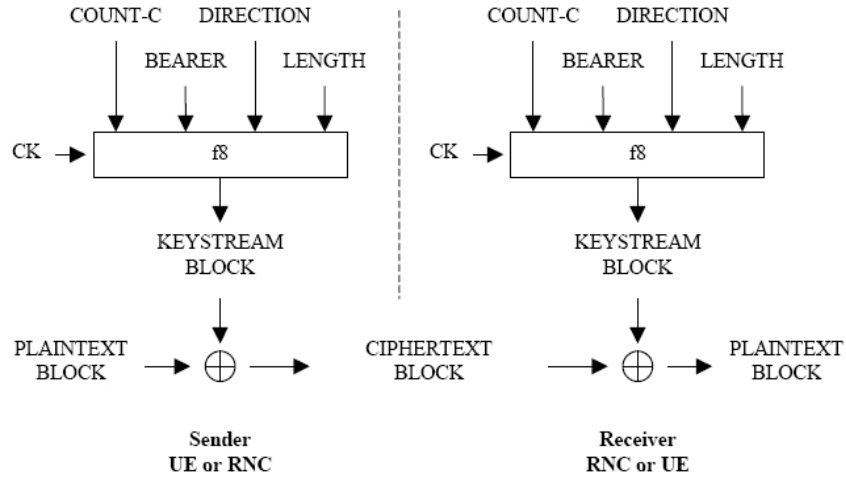 COUNT-C DIRECTION
BEARER LENGTH
CK
f8
KEYSTREAM
BLOCK
PLAINTEXT
BLOCK
Sender
UE or RNC
CIPHERTEXT
BLOCK
COUNT-C DIRECTION
BEARER LENGTH
CK
f8
KEYSTREAM
BLOCK
PLAINTEXT
BLOCK
Receiver
RNC or UE